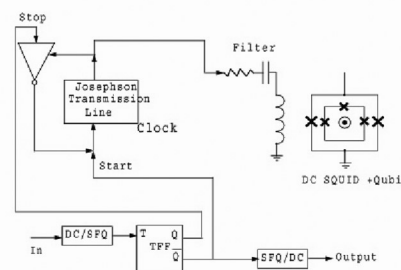 Stop
Filter
Josephson
Transmission
Line
Clock
Start
DC SQUID +Qubi
DC/SFQ
T Q
TFF
Q̅
In
SFQ/DC
Output